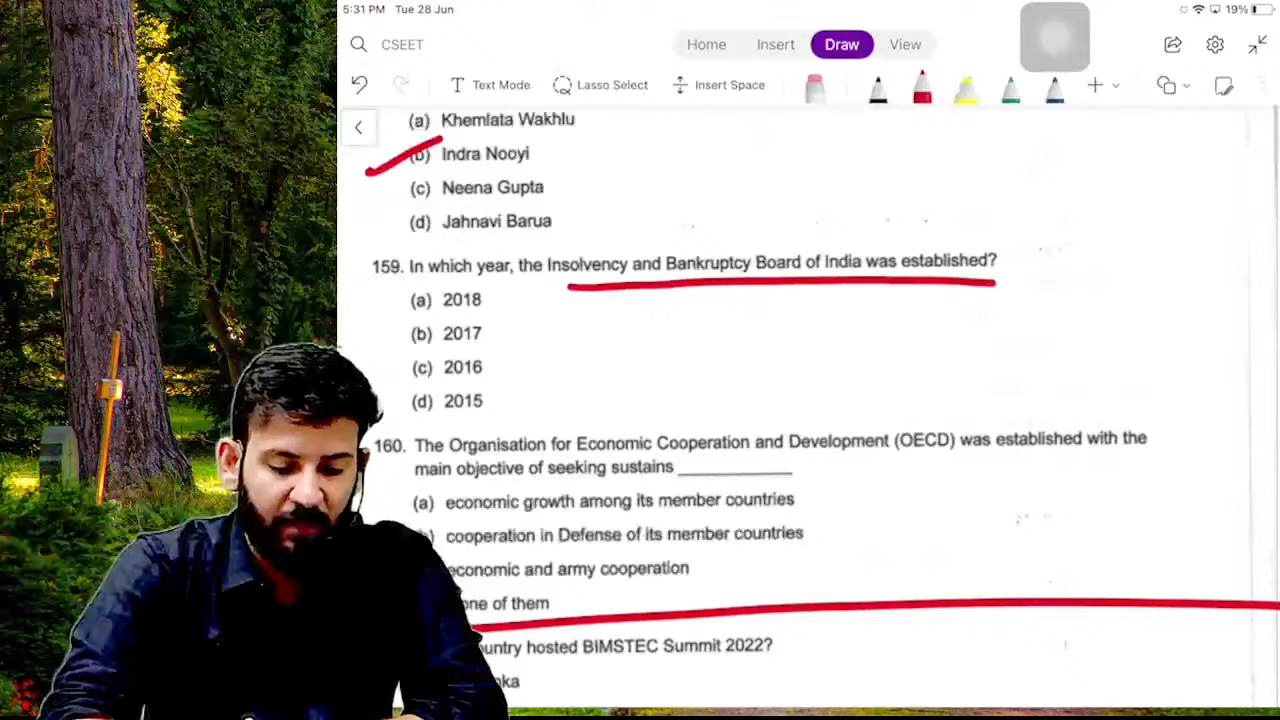 5:31 PM Tue 28 Jun
19%
CSEET
Home Insert Draw View
Text Mode Lasso Select Insert Space
(a) Khemlata Wakhlu
(b) Indra Nooyi
(c) Neena Gupta
(d) Jahnavi Barua
159. In which year, the Insolvency and Bankruptcy Board of India was established?
(a) 2018
(b) 2017
(c) 2016
(d) 2015
160. The Organisation for Economic Cooperation and Development (OECD) was established with the
main objective of seeking sustains ____________
(a) economic growth among its member countries
cooperation in Defense of its member countries
economic and army cooperation
of them
hosted BIMSTEC Summit 2022?